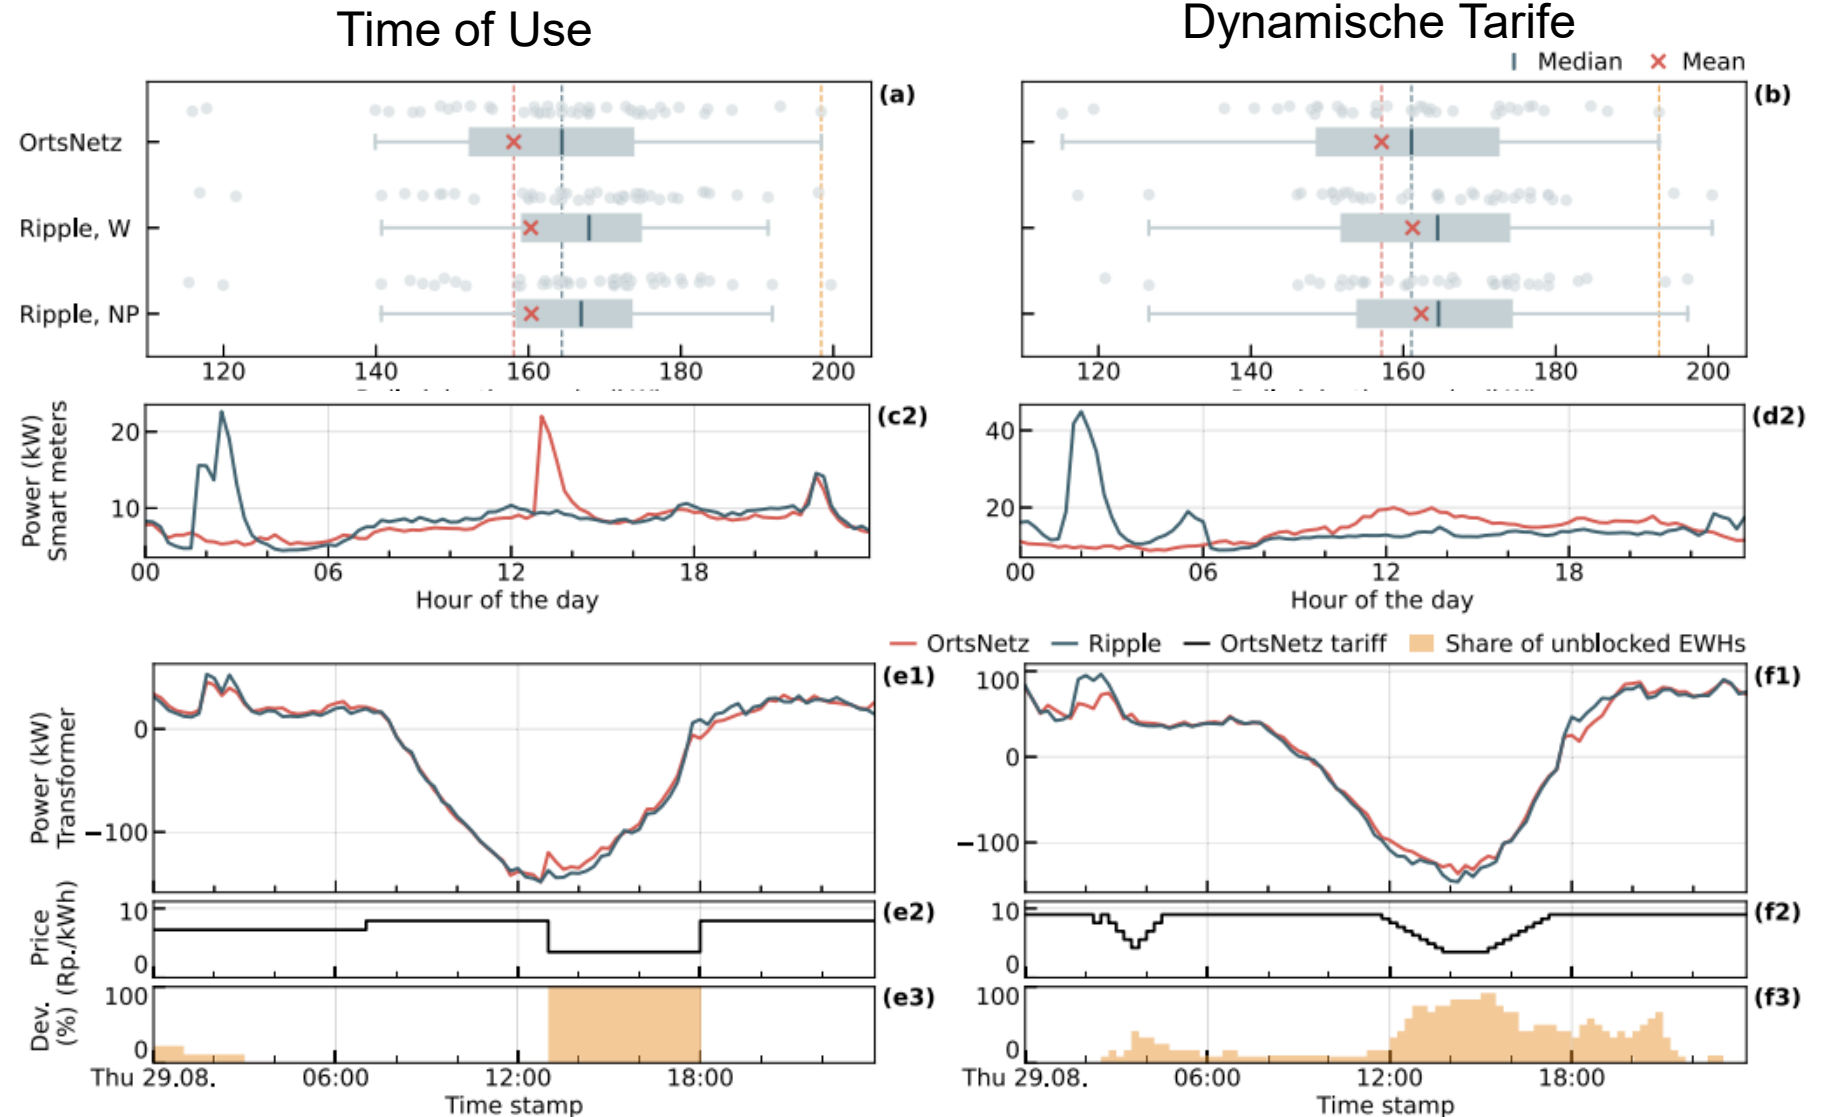 Time of Use
Dynamische Tarife
Median Mean
(a)
OrtsNetz
Ripple, W
Ripple, NP
120 140 160 180 200
(b)
120 140 160 180 200
Power (kW)
Smart meters
20
10
(c2)
00 06 12 18
Hour of the day
40
20
(d2)
00 06 12 18
Hour of the day
OrtsNetz Ripple OrtsNetz tariff Share of unblocked EWHs
Power (kW)
Transformer
0
−100
(e1)
100
0
−100
(f1)
Price
(Rp./kWh)
10
0
(e2)
10
0
(f2)
Dev.
(%)
100
0
(e3)
Thu 29.08. 06:00 12:00 18:00
Time stamp
100
0
(f3)
Thu 29.08. 06:00 12:00 18:00
Time stamp